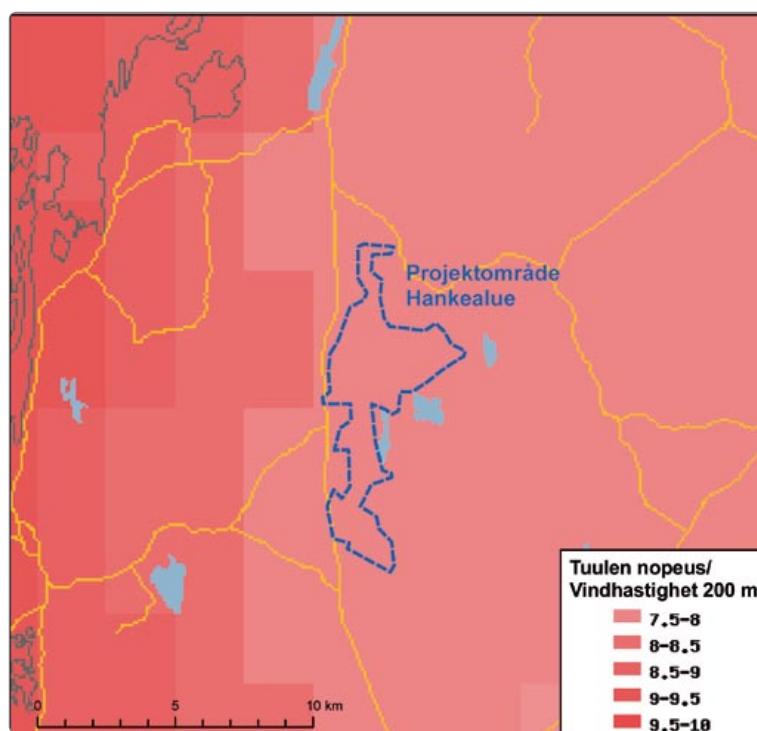 Projektområde
Hankealue
Tuulen nopeus/
Vindhastighet 200 m
7.5-8
8-8.5
8.5-9
9-9.5
9.5-10
0 5 10 km